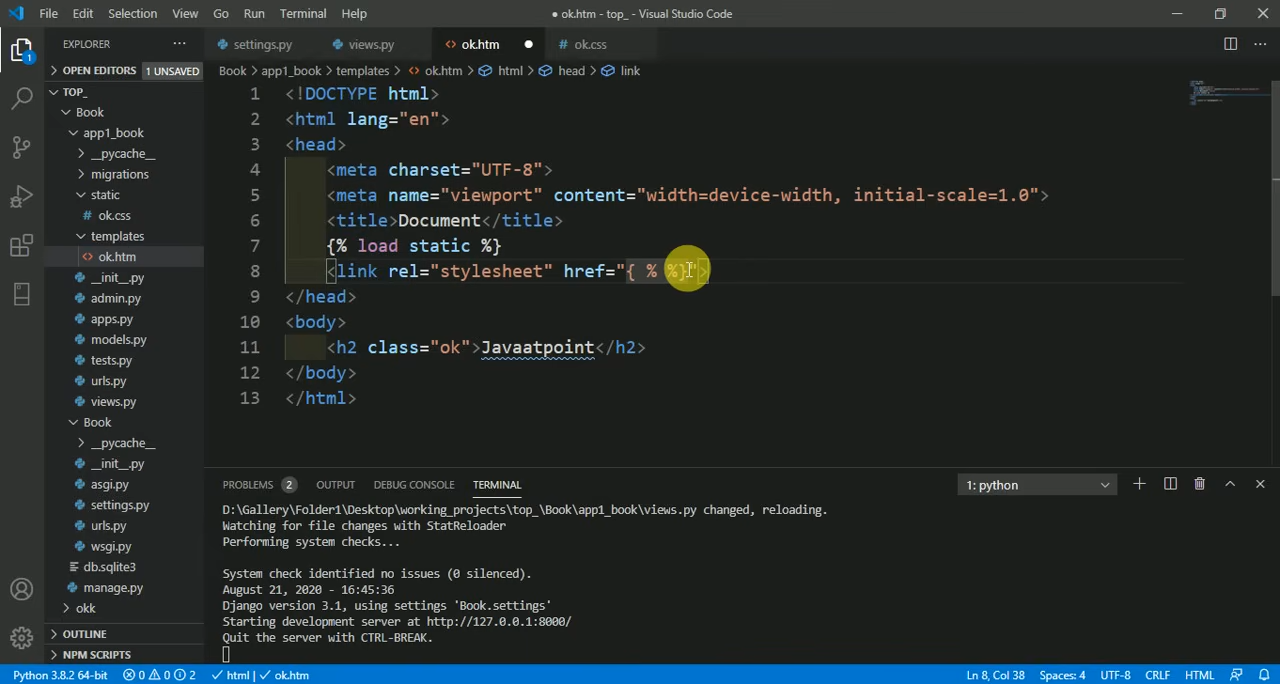 File Edit Selection View Go Run Terminal Help
● ok.htm - top_ - Visual Studio Code
EXPLORER
settings.py views.py ok.htm ok.css
OPEN EDITORS 1 UNSAVED
Book > app1_book > templates > ok.htm > html > head > link
TOP_
Book
app1_book
__pycache__
migrations
static
ok.css
templates
ok.htm
__init__.py
admin.py
apps.py
models.py
tests.py
urls.py
views.py
Book
__pycache__
__init__.py
asgi.py
settings.py
urls.py
wsgi.py
db.sqlite3
manage.py
okk
OUTLINE
NPM SCRIPTS
1 <!DOCTYPE html>
2 <html lang="en">
3 <head>
4 <meta charset="UTF-8">
5 <meta name="viewport" content="width=device-width, initial-scale=1.0">
6 <title>Document</title>
7 {% load static %}
8 <link rel="stylesheet" href="{ % %}">
9 </head>
10 <body>
11 <h2 class="ok">Javaatpoint</h2>
12 </body>
13 </html>
PROBLEMS 2 OUTPUT DEBUG CONSOLE TERMINAL 1: python
D:\Gallery\Folder1\Desktop\working_projects\top_\Book\app1_book\views.py changed, reloading.
Watching for file changes with StatReloader
Performing system checks...
System check identified no issues (0 silenced).
August 21, 2020 - 16:45:36
Django version 3.1, using settings 'Book.settings'
Starting development server at http://127.0.0.1:8000/
Quit the server with CTRL-BREAK.
Python 3.8.2 64-bit 0 0 2 html | ok.htm Ln 8, Col 38 Spaces: 4 UTF-8 CRLF HTML